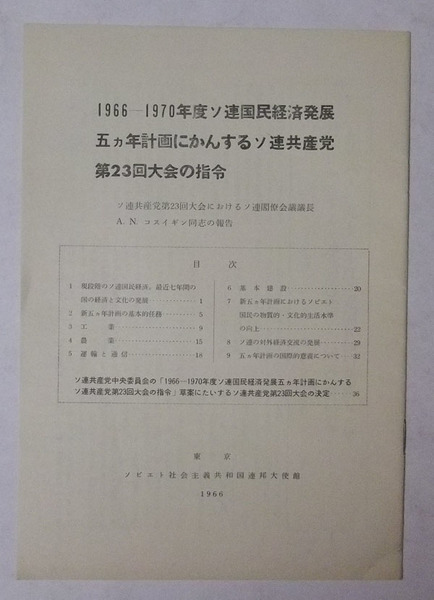 1966—1970年度ソ連国民経済発展
五ヵ年計画にかんするソ連共産党
第23回大会の指令
ソ連共産党第23回大会におけるソ連閣僚会議議長
A. N. コスイギン同志の報告
目次
1 現段階のソ連国民経済。最近七年間の
国の経済と文化の発展……1
2 新五ヵ年計画の基本的任務……5
3 工業……9
4 農業……15
5 運輸と通信……18
6 基本建設……20
7 新五ヵ年計画におけるソビエト
国民の物質的・文化的生活水準
の向上……22
8 ソ連の対外経済交流の発展……29
9 五ヵ年計画の国際的意義について……32
ソ連共産党中央委員会の「1966—1970年度ソ連国民経済発展五ヵ年計画にかんする
ソ連共産党第23回大会の指令」草案にたいするソ連共産党第23回大会の決定……36
東京
ソビエト社会主義共和国連邦大使館
1966